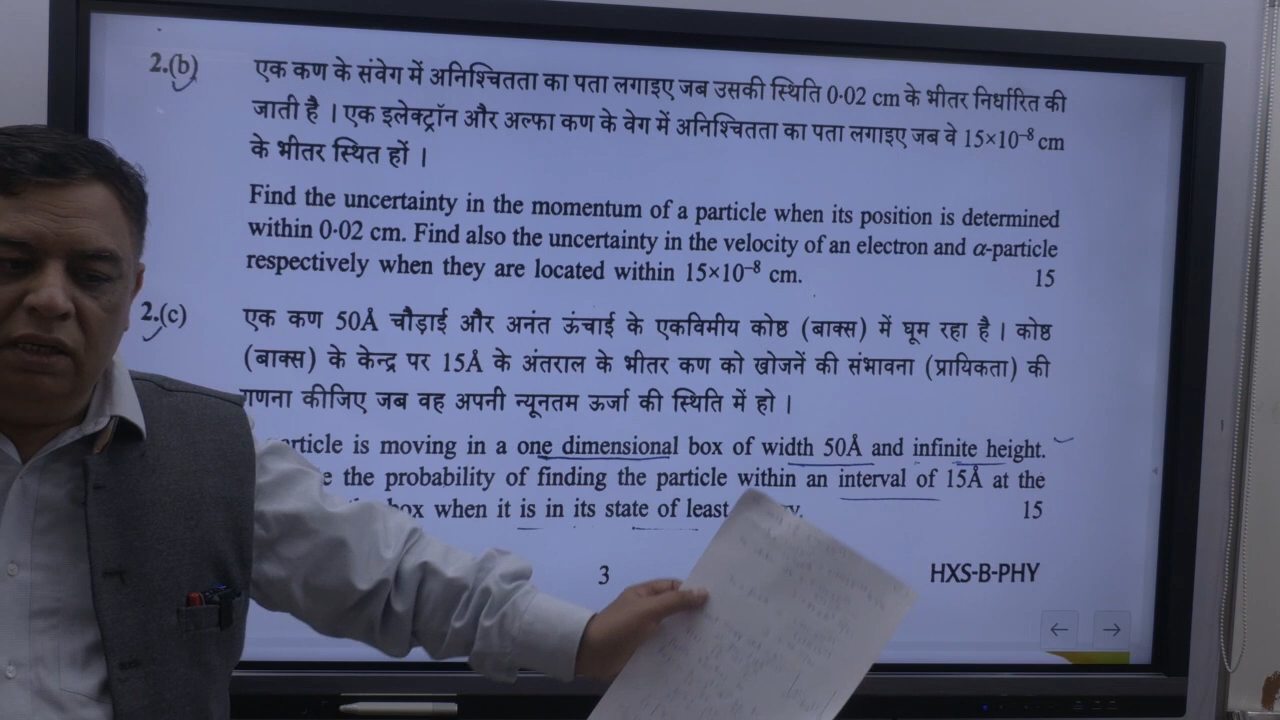 2.(b) एक कण के संवेग में अनिश्चितता का पता लगाइए जब उसकी स्थिति 0·02 cm के भीतर निर्धारित की
जाती है । एक इलेक्ट्रॉन और अल्फा कण के वेग में अनिश्चितता का पता लगाइए जब वे 15×10⁻⁸ cm
के भीतर स्थित हों ।
Find the uncertainty in the momentum of a particle when its position is determined
within 0·02 cm. Find also the uncertainty in the velocity of an electron and α-particle
respectively when they are located within 15×10⁻⁸ cm. 15
2.(c) एक कण 50Å चौड़ाई और अनंत ऊंचाई के एकविमीय कोष्ठ (बाक्स) में घूम रहा है । कोष्ठ
(बाक्स) के केन्द्र पर 15Å के अंतराल के भीतर कण को खोजनें की संभावना (प्रायिकता) की
गणना कीजिए जब वह अपनी न्यूनतम ऊर्जा की स्थिति में हो ।
article is moving in a one dimensional box of width 50Å and infinite height.
e the probability of finding the particle within an interval of 15Å at the
box when it is in its state of least 15
3 HXS-B-PHY